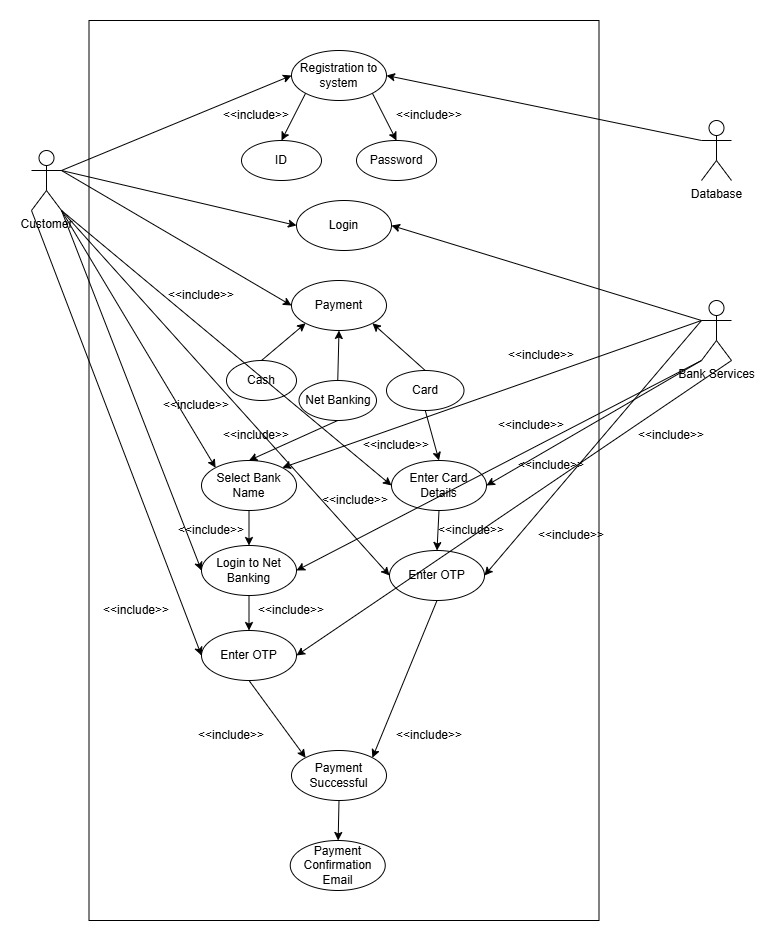 Registration to
system
<<include>>
<<include>>
ID
Password
Database
Customer
Login
<<include>>
Payment
<<include>>
Bank Services
Cash
Net Banking
Card
<<include>>
<<include>>
<<include>>
<<include>>
<<include>>
Select Bank
Name
Enter Card
Details
<<include>>
<<include>>
<<include>>
<<include>>
<<include>>
Login to Net
Banking
Enter OTP
<<include>>
<<include>>
Enter OTP
<<include>>
<<include>>
Payment
Successful
Payment
Confirmation
Email